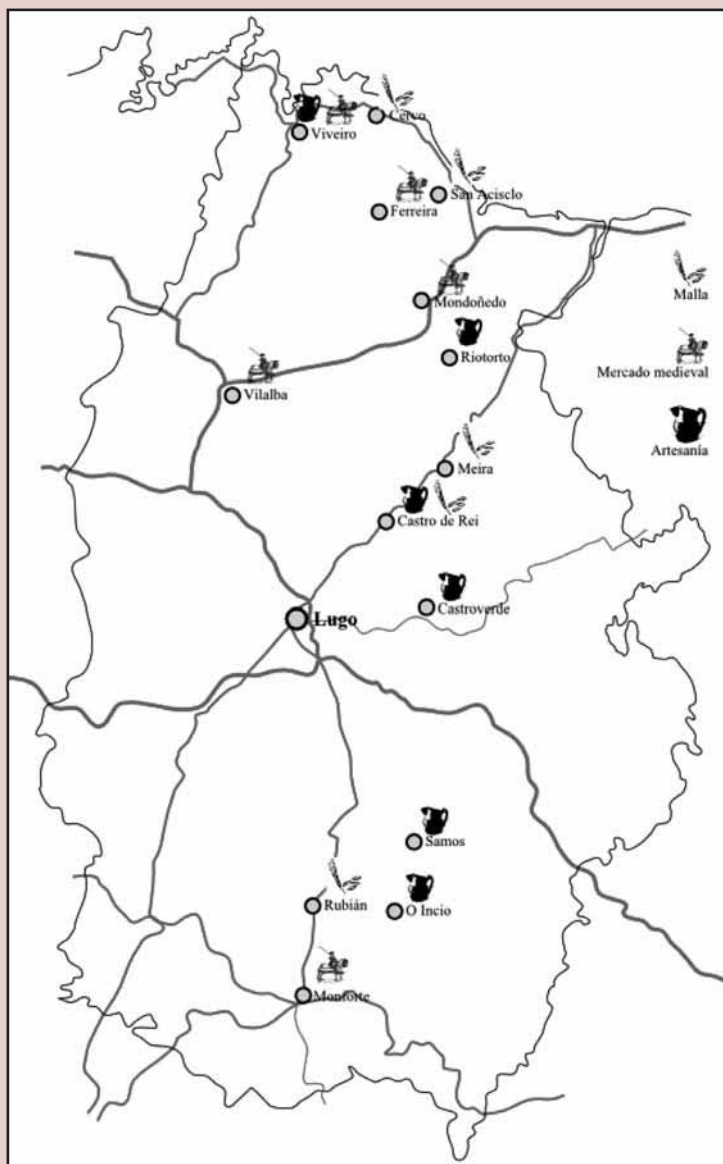 Cervo
Viveiro
San Acisclo
Ferreira
Malla
Mondoñedo
Riotorto
Mercado medieval
Vilalba
Artesanía
Meira
Castro de Rei
Castroverde
Lugo
Samos
Rubián
O Incio
Monforte